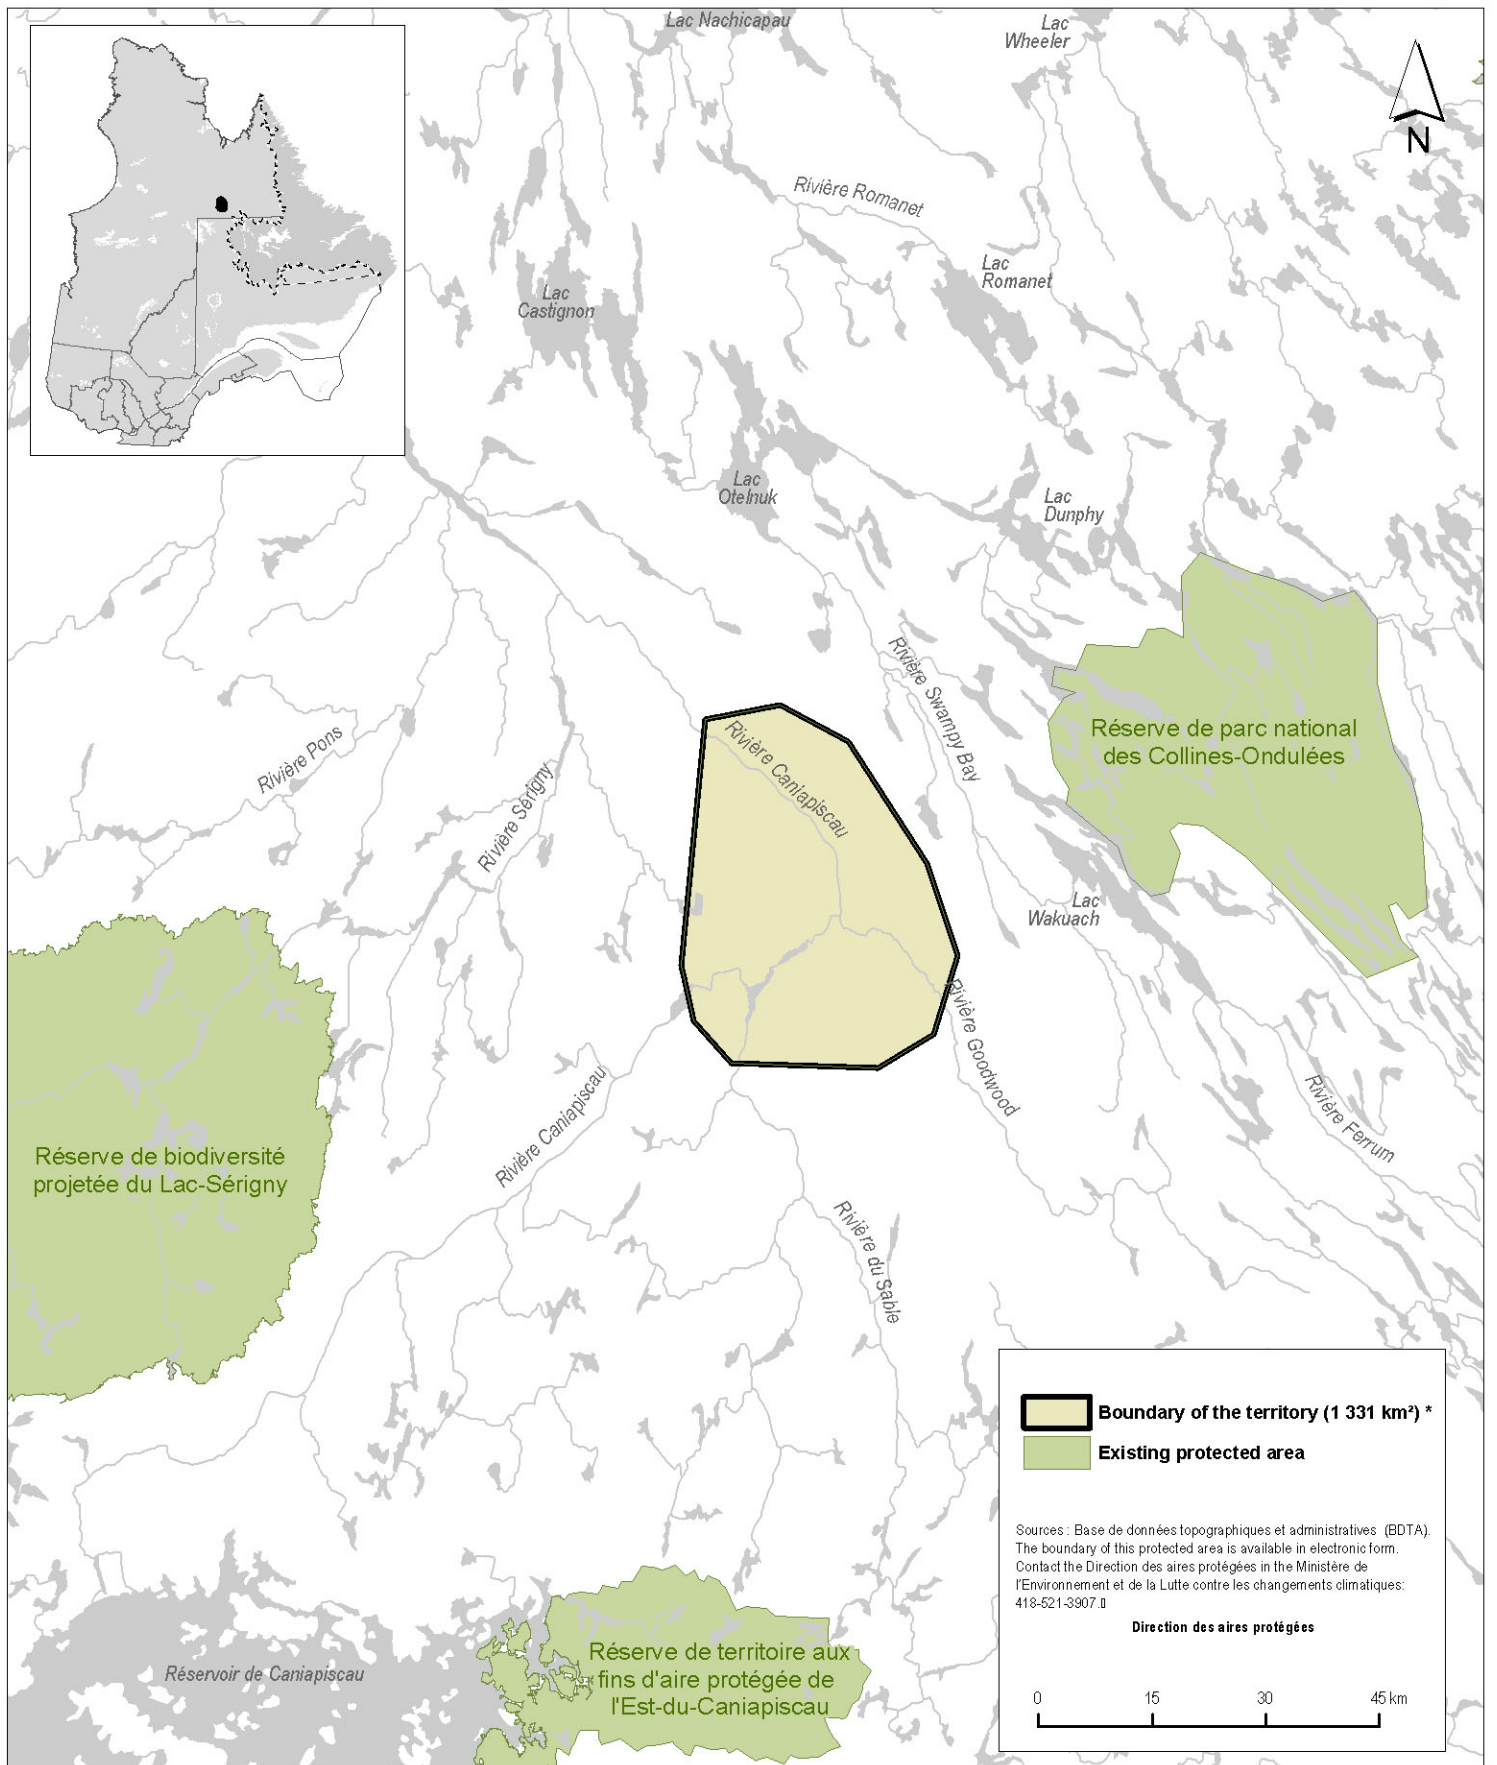 Lac Nachicapau
Lac
Wheeler
N
Rivière Romanet
Lac
Romanet
Lac
Castignon
Lac
Otelnuk
Lac
Dunphy
Rivière Swampy Bay
Réserve de parc national
des Collines-Ondulées
Rivière Pons
Rivière Sérigny
Rivière Caniapiscau
Lac
Wakuach
Rivière Goodwood
Rivière Caniapiscau
Rivière Ferrum
Réserve de biodiversité
projetée du Lac-Sérigny
Rivière du Sable
Boundary of the territory (1 331 km²) *
Existing protected area
Sources : Base de données topographiques et administratives (BDTA).
The boundary of this protected area is available in electronic form.
Contact the Direction des aires protégées in the Ministère de
l'Environnement et de la Lutte contre les changements climatiques:
418-521-3907.▯
Direction des aires protégées
Réserve de territoire aux
fins d'aire protégée de
l'Est-du-Caniapiscau
Réservoir de Caniapiscau
0 15 30 45 km